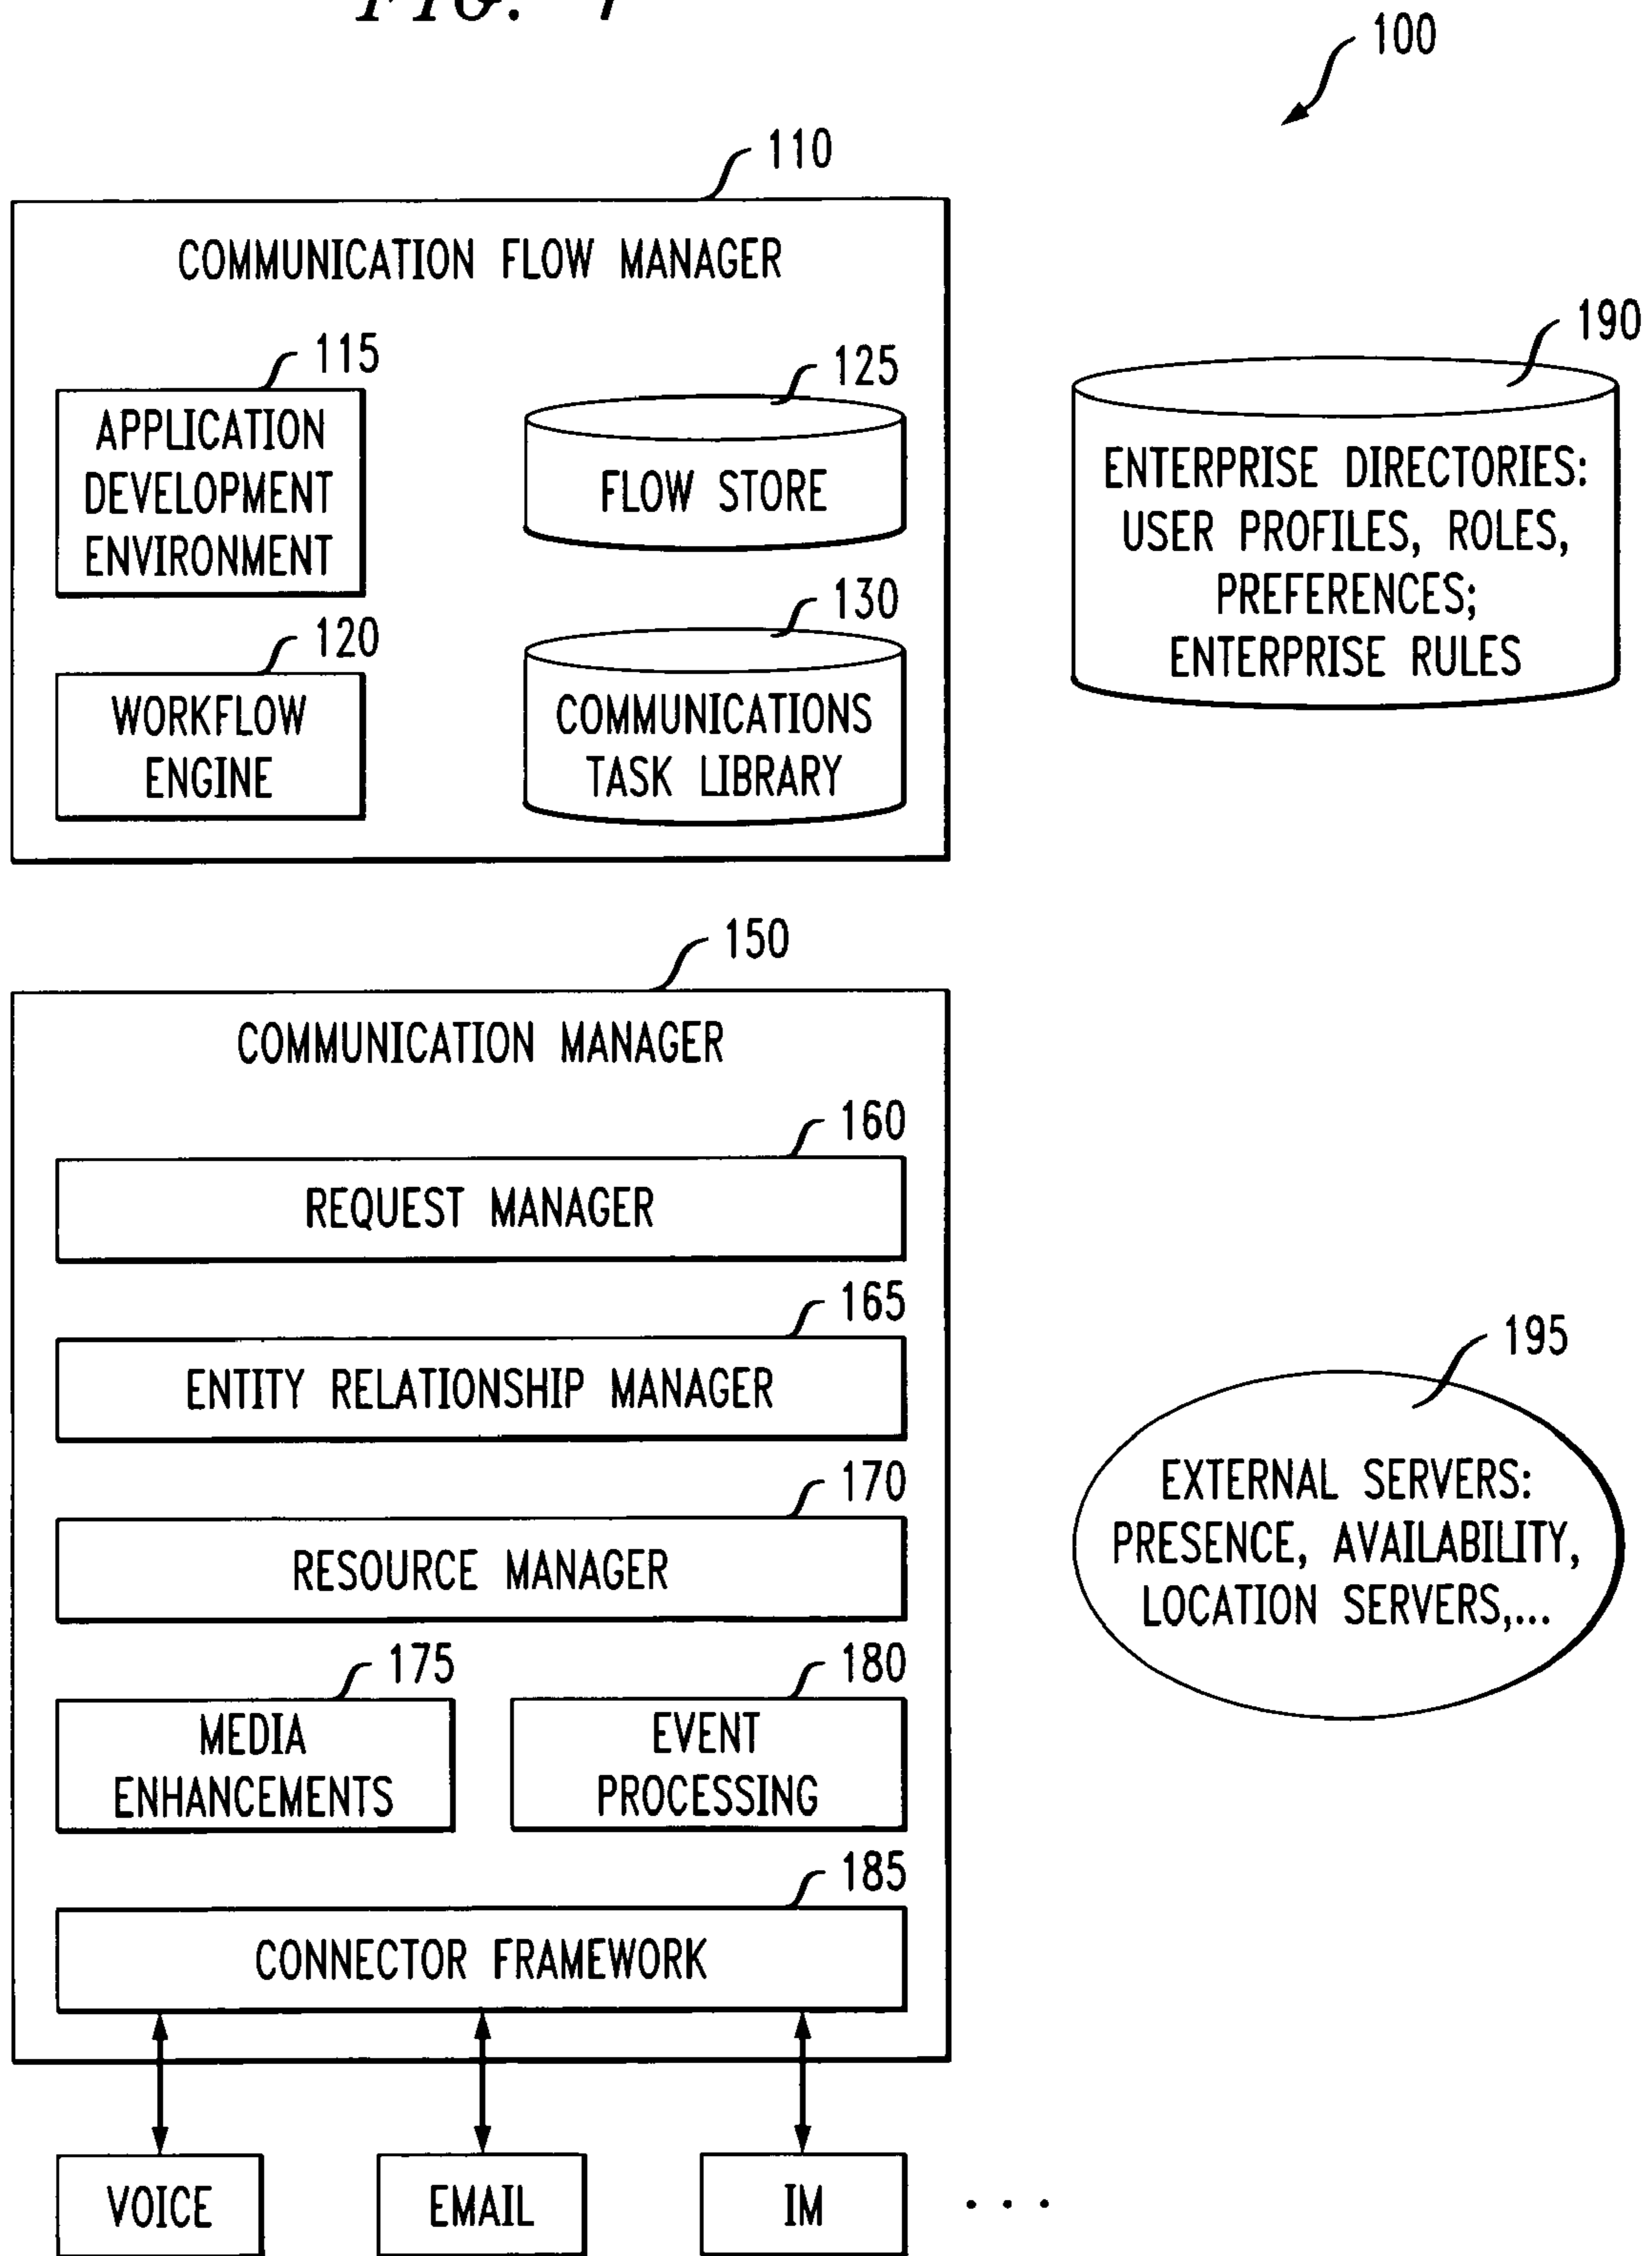 FIG. 1
100
110
COMMUNICATION FLOW MANAGER
115
APPLICATION
DEVELOPMENT
ENVIRONMENT
120
WORKFLOW
ENGINE
125
FLOW STORE
130
COMMUNICATIONS
TASK LIBRARY
190
ENTERPRISE DIRECTORIES:
USER PROFILES, ROLES,
PREFERENCES;
ENTERPRISE RULES
150
COMMUNICATION MANAGER
160
REQUEST MANAGER
165
ENTITY RELATIONSHIP MANAGER
170
RESOURCE MANAGER
175
MEDIA
ENHANCEMENTS
180
EVENT
PROCESSING
185
CONNECTOR FRAMEWORK
195
EXTERNAL SERVERS:
PRESENCE, AVAILABILITY,
LOCATION SERVERS,...
VOICE
EMAIL
IM
. . .